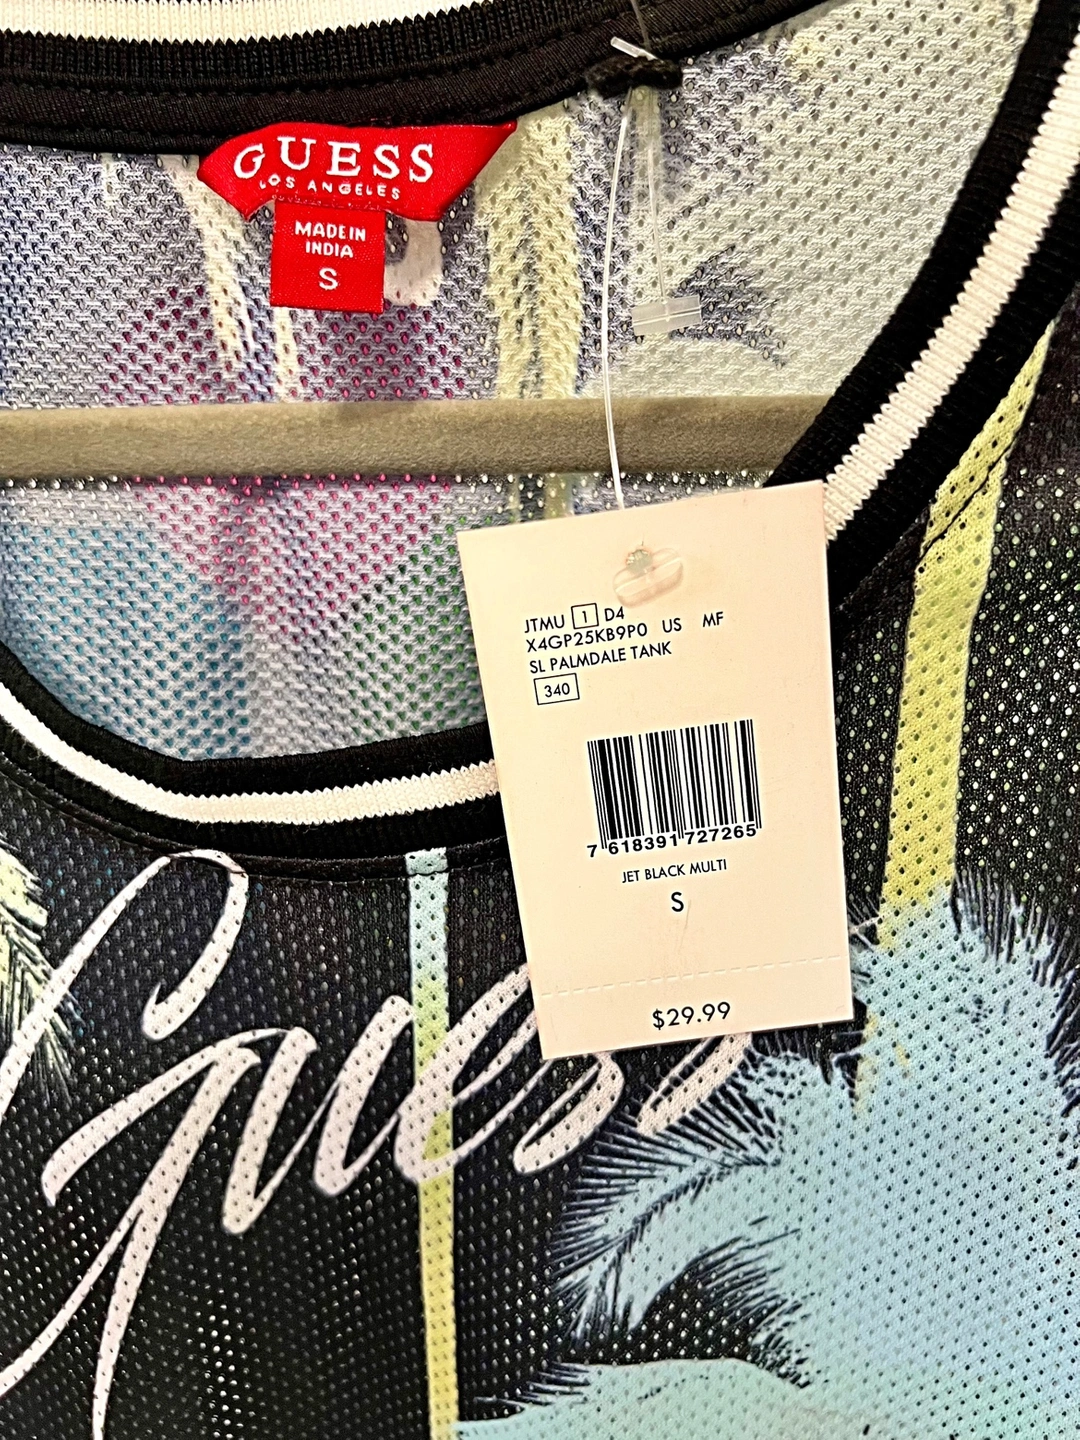 GUESS
LOS ANGELES
MADE IN
INDIA
S
JTMU 1 D4
X4GP25KB9P0 US MF
SL PALMDALE TANK
340
7 618391 727265
JET BLACK MULTI
S
$29.99
Guess